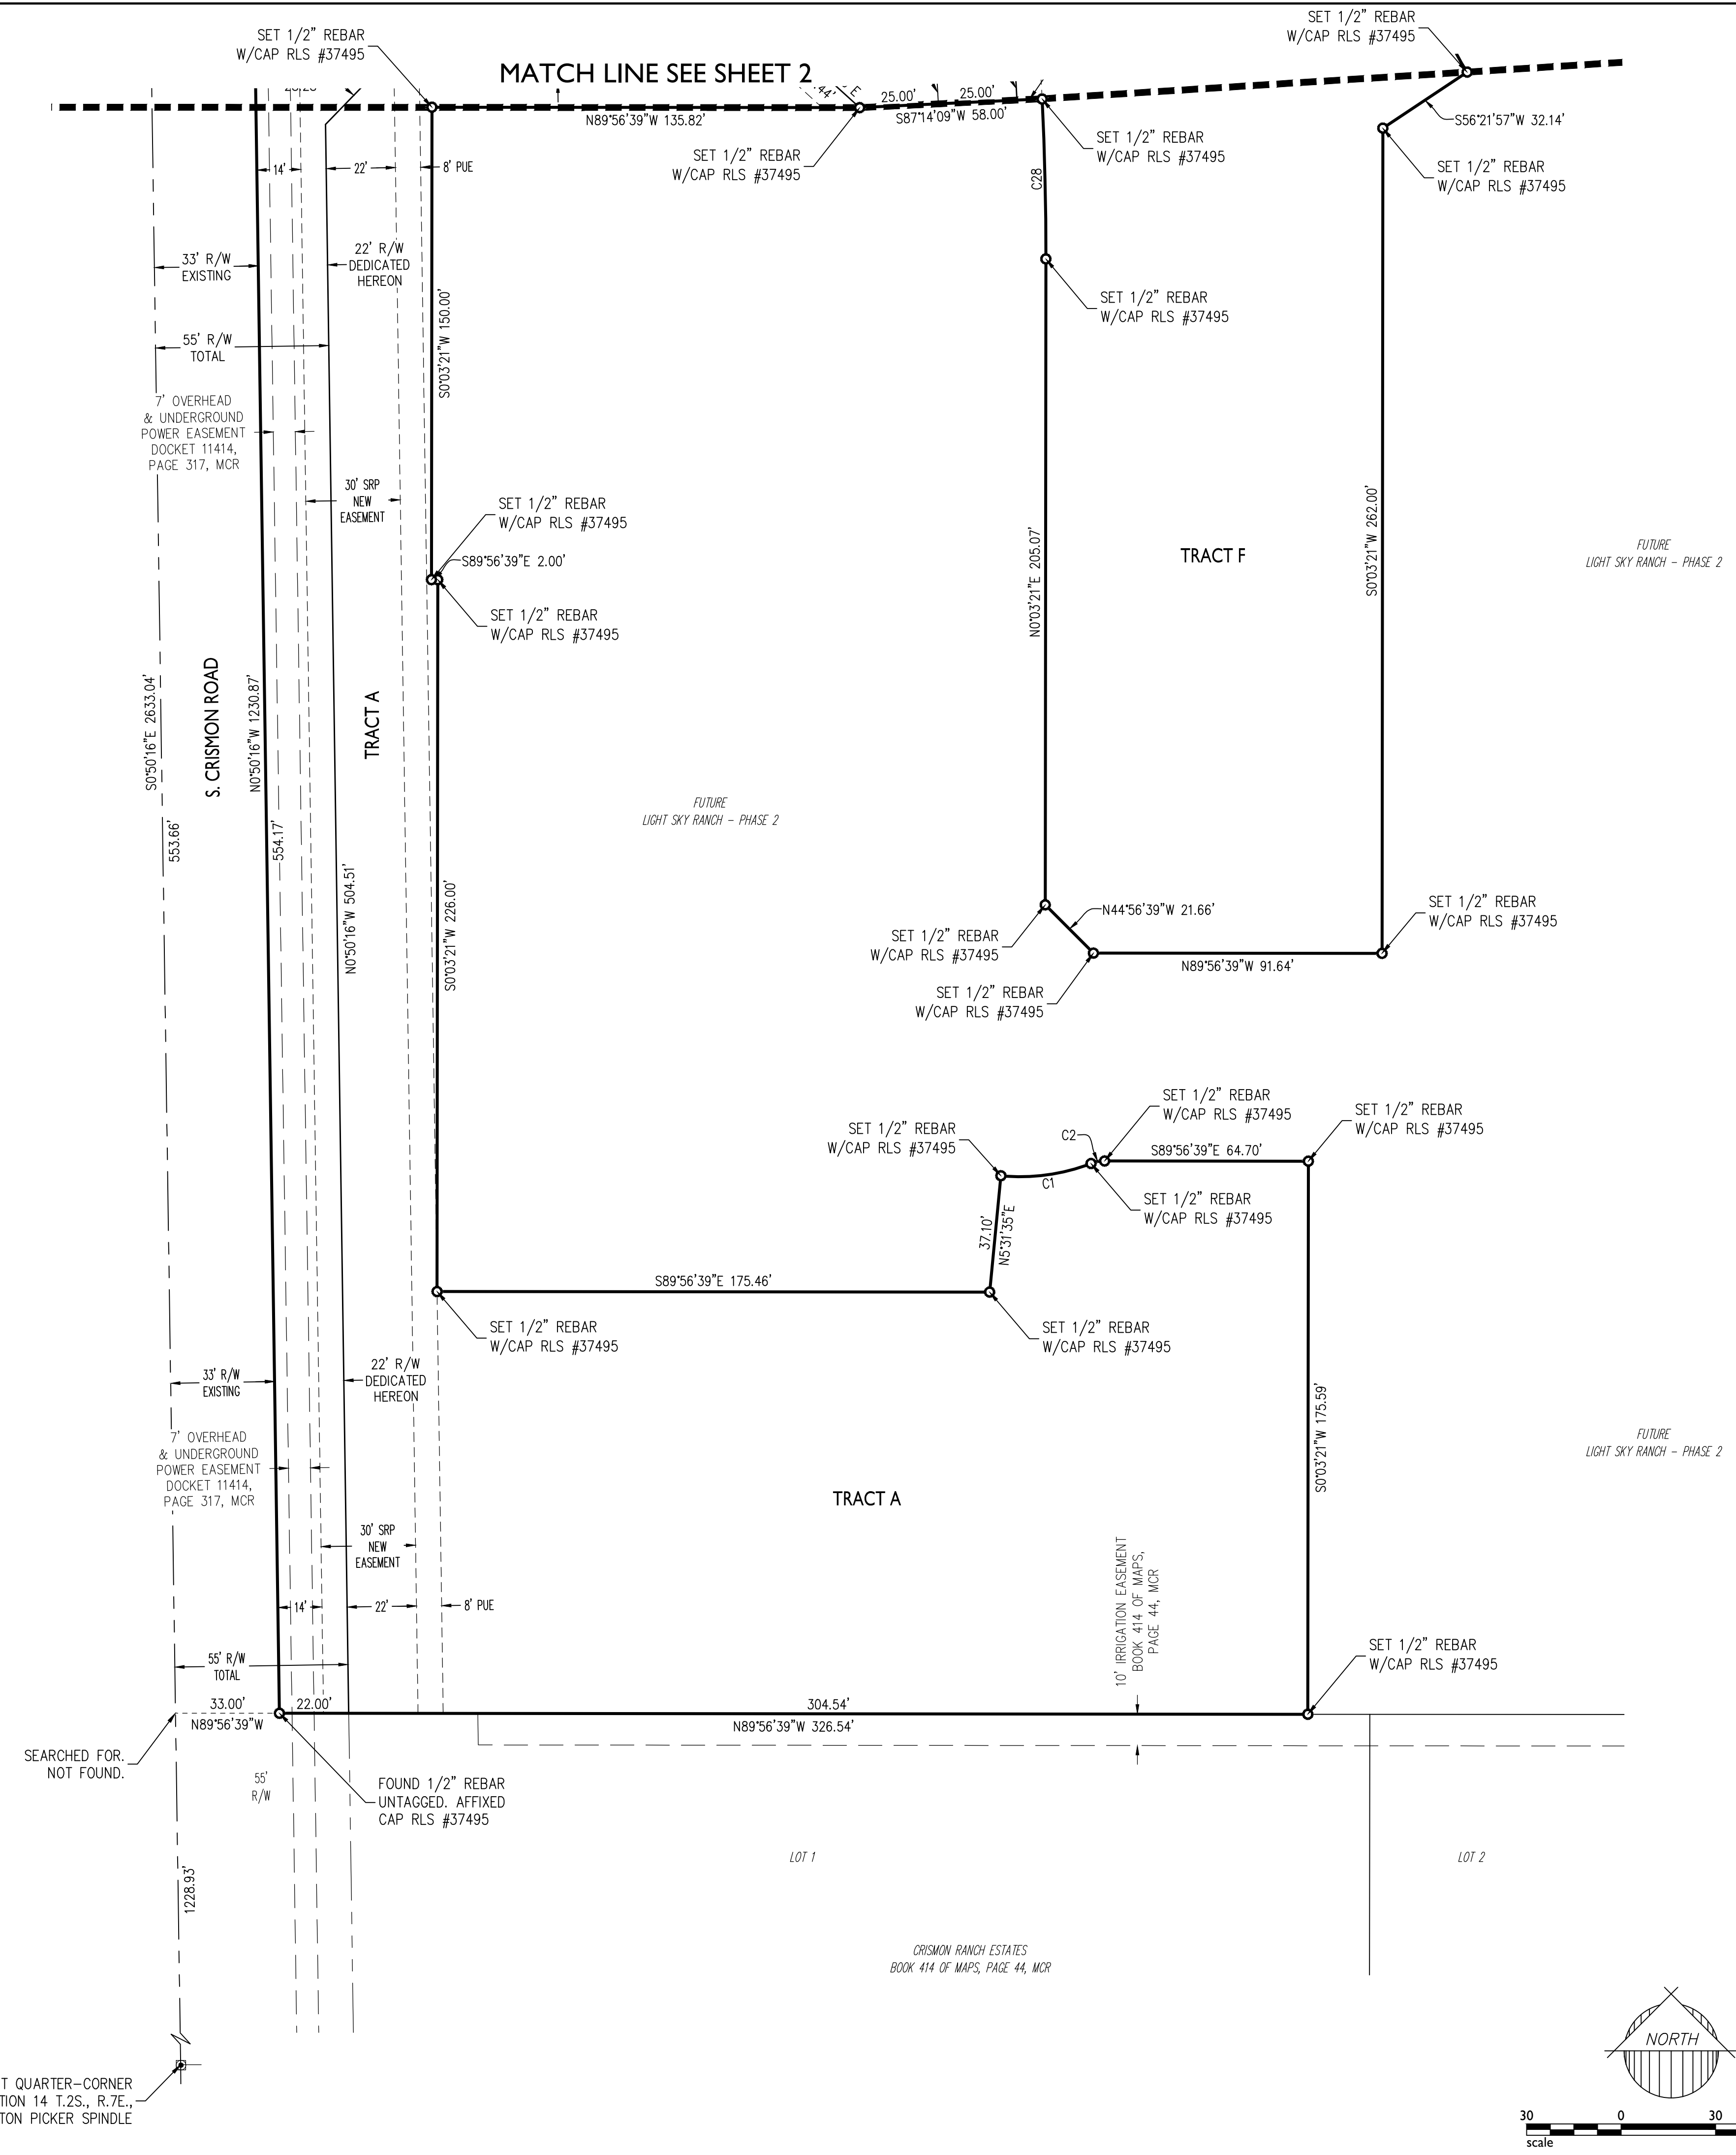 SET 1/2" REBAR
W/CAP RLS #37495
MATCH LINE SEE SHEET 2
SET 1/2" REBAR
W/CAP RLS #37495
25.00'
25.00'
N89°56'39"W 135.82'
S87°14'09"W 58.00'
S56°21'57"W 32.14'
SET 1/2" REBAR
W/CAP RLS #37495
SET 1/2" REBAR
W/CAP RLS #37495
SET 1/2" REBAR
W/CAP RLS #37495
14'
22'
8' PUE
C28
33' R/W
EXISTING
22' R/W
DEDICATED
HEREON
SET 1/2" REBAR
W/CAP RLS #37495
S0°03'21"W 150.00'
55' R/W
TOTAL
7' OVERHEAD
& UNDERGROUND
POWER EASEMENT
DOCKET 11414,
PAGE 317, MCR
30' SRP
NEW
EASEMENT
SET 1/2" REBAR
W/CAP RLS #37495
S89°56'39"E 2.00'
SET 1/2" REBAR
W/CAP RLS #37495
N0°03'21"E 205.07'
TRACT F
S0°03'21"W 262.00'
FUTURE
LIGHT SKY RANCH - PHASE 2
S0°50'16"E 2633.04'
553.66'
S. CRISMON ROAD
N0°50'16"W 1230.87'
554.17'
N0°50'16"W 504.51'
TRACT A
S0°03'21"W 226.00'
FUTURE
LIGHT SKY RANCH - PHASE 2
N44°56'39"W 21.66'
SET 1/2" REBAR
W/CAP RLS #37495
SET 1/2" REBAR
W/CAP RLS #37495
N89°56'39"W 91.64'
SET 1/2" REBAR
W/CAP RLS #37495
SET 1/2" REBAR
W/CAP RLS #37495
SET 1/2" REBAR
W/CAP RLS #37495
SET 1/2" REBAR
W/CAP RLS #37495
C2
S89°56'39"E 64.70'
C1
SET 1/2" REBAR
W/CAP RLS #37495
37.10'
N5°31'35"E
S89°56'39"E 175.46'
SET 1/2" REBAR
W/CAP RLS #37495
SET 1/2" REBAR
W/CAP RLS #37495
33' R/W
EXISTING
22' R/W
DEDICATED
HEREON
7' OVERHEAD
& UNDERGROUND
POWER EASEMENT
DOCKET 11414,
PAGE 317, MCR
S0°03'21"W 175.59'
FUTURE
LIGHT SKY RANCH - PHASE 2
TRACT A
30' SRP
NEW
EASEMENT
10' IRRIGATION EASEMENT
BOOK 414 OF MAPS,
PAGE 44, MCR
14'
22'
8' PUE
55' R/W
TOTAL
SET 1/2" REBAR
W/CAP RLS #37495
33.00'
22.00'
304.54'
N89°56'39"W
N89°56'39"W 326.54'
SEARCHED FOR.
NOT FOUND.
55'
R/W
FOUND 1/2" REBAR
UNTAGGED. AFFIXED
CAP RLS #37495
LOT 1
LOT 2
1228.93'
CRISMON RANCH ESTATES
BOOK 414 OF MAPS, PAGE 44, MCR
NORTH
T QUARTER-CORNER
TION 14 T.2S., R.7E.,
TON PICKER SPINDLE
30
0
30
scale